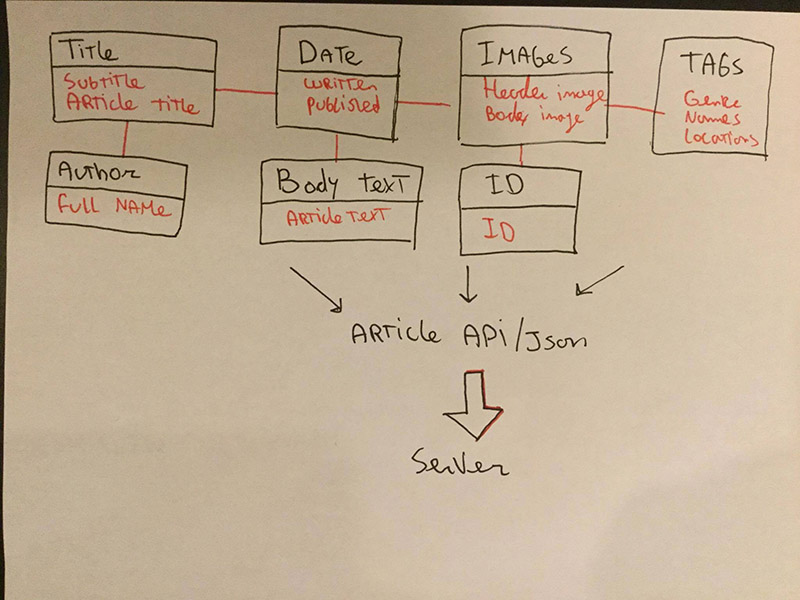 Title
Subtitle
Article title
Author
Full Name
Date
Written
Published
Body text
Article text
Images
Header image
Body image
ID
ID
Tags
Genre
Names
Locations
Article Api/Json
Server